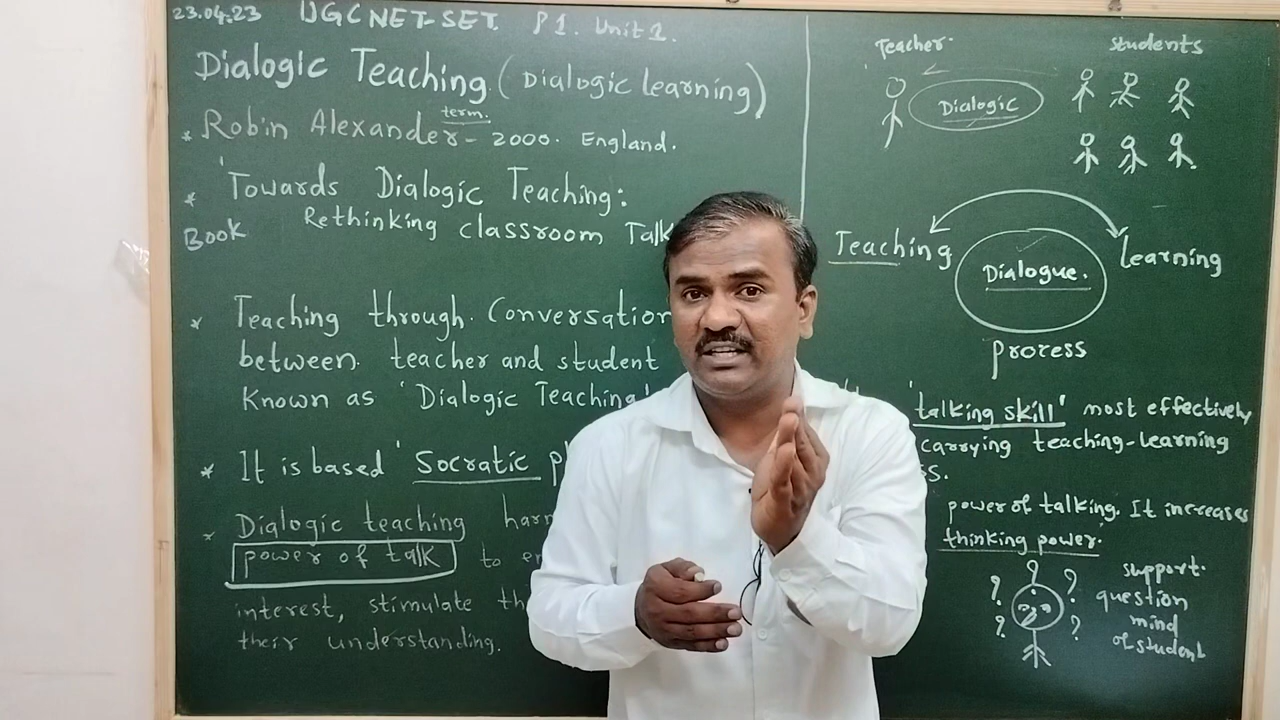 23.04.23 UGC NET-SET. P1. Unit 1.
Dialogic Teaching (Dialogic learning)
term.
* Robin Alexander - 2000. England.
* 'Towards Dialogic Teaching:
Book Rethinking classroom Talk
* Teaching through Conversation
between teacher and student
Known as 'Dialogic Teaching'
* It is based 'Socratic
* Dialogic teaching
power of talk to
interest, stimulate
their understanding.
Teacher students
Dialogic
Teaching Dialogue. learning
process
'talking skill' most effectively
carrying teaching-learning
power of talking. It increases
thinking power.
? ? ? ? ?
support.
question
mind
of student